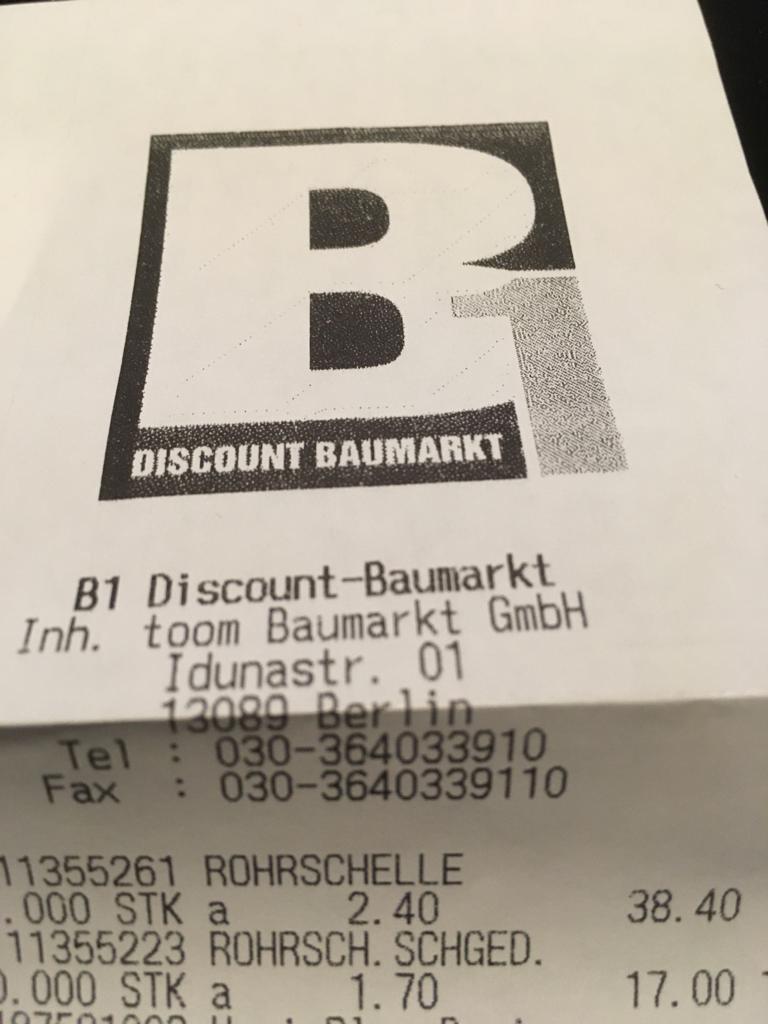 B1
DISCOUNT BAUMARKT
B1 Discount-Baumarkt
Inh. toom Baumarkt GmbH
Idunastr. 01
13089 Berlin
Tel : 030-364033910
Fax : 030-3640339110
11355261 ROHRSCHELLE
.000 STK a 2.40 38.40
11355223 ROHRSCH. SCHGED.
0.000 STK a 1.70 17.00